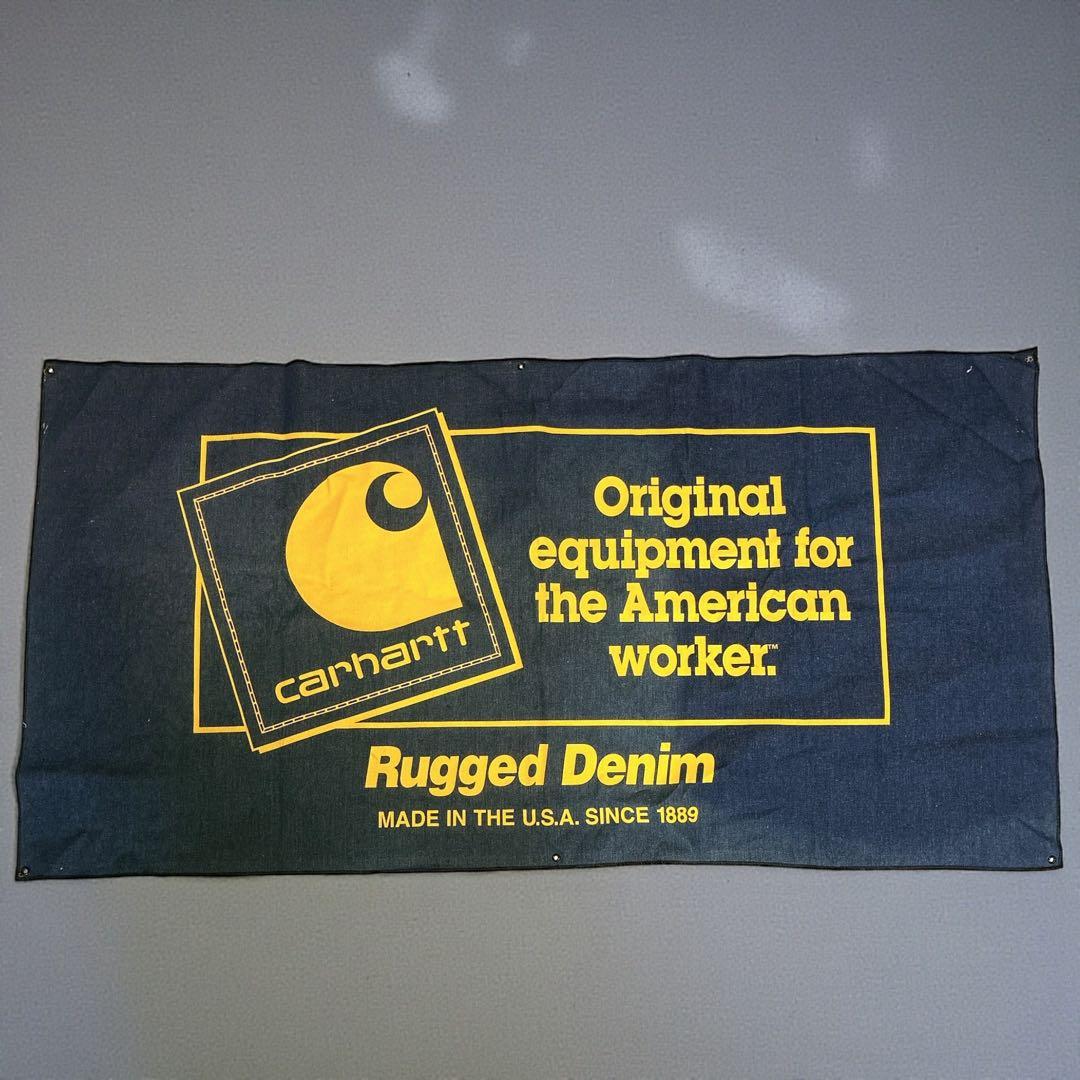 carhartt
Original
equipment for
the American
worker.™
Rugged Denim
MADE IN THE U.S.A. SINCE 1889